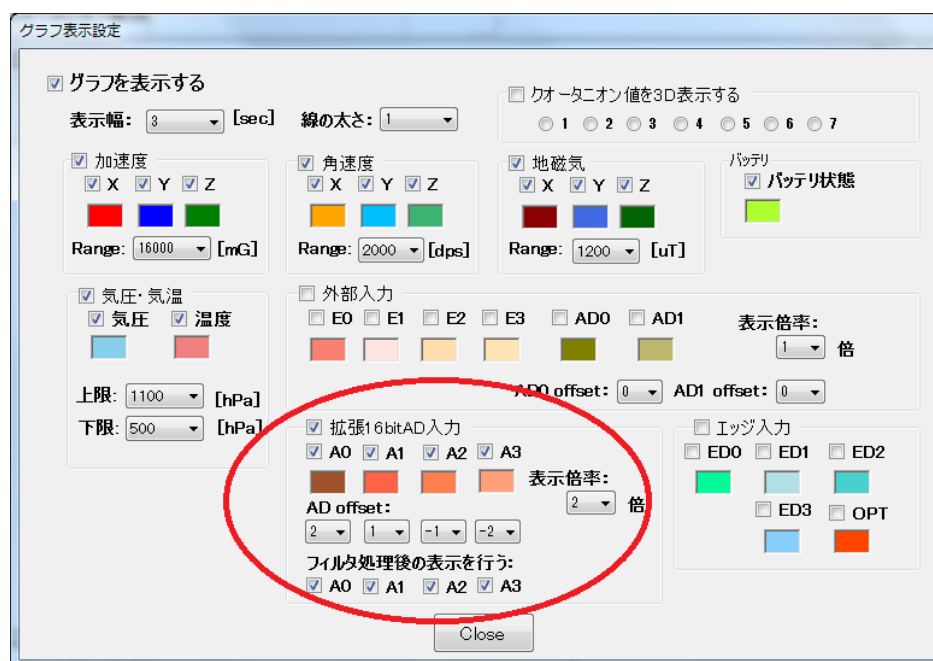 グラフ表示設定
グラフを表示する
表示幅: 3 [sec] 線の太さ: 1
クオータニオン値を3D表示する
1 2 3 4 5 6 7
加速度
X Y Z
Range: 16000 [mG]
角速度
X Y Z
Range: 2000 [dps]
地磁気
X Y Z
Range: 1200 [uT]
バッテリ
バッテリ状態
気圧・気温
気圧 温度
上限: 1100 [hPa]
下限: 500 [hPa]
外部入力
E0 E1 E2 E3 AD0 AD1
表示倍率:
1 倍
AD0 offset: 0 AD1 offset: 0
拡張16bitAD入力
A0 A1 A2 A3
表示倍率:
2 倍
AD offset:
2 1 -1 -2
フィルタ処理後の表示を行う:
A0 A1 A2 A3
エッジ入力
ED0 ED1 ED2
ED3 OPT
Close